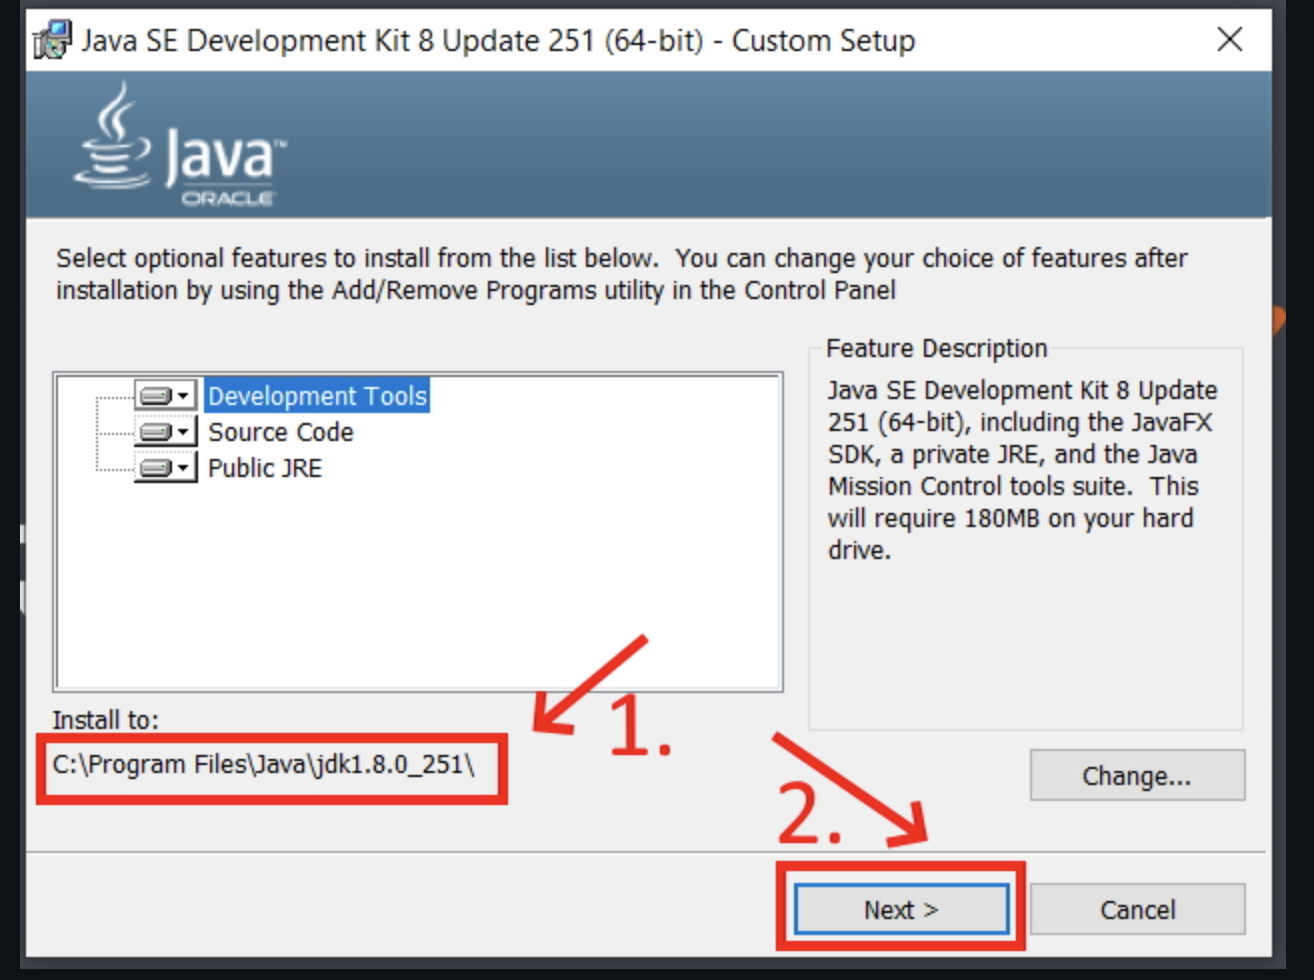 Java SE Development Kit 8 Update 251 (64-bit) - Custom Setup
Java™
ORACLE
Select optional features to install from the list below.  You can change your choice of features after
installation by using the Add/Remove Programs utility in the Control Panel
Development Tools
Source Code
Public JRE
Feature Description
Java SE Development Kit 8 Update
251 (64-bit), including the JavaFX
SDK, a private JRE, and the Java
Mission Control tools suite.  This
will require 180MB on your hard
drive.
1.
Install to:
C:\Program Files\Java\jdk1.8.0_251\
Change...
2.
Next >
Cancel